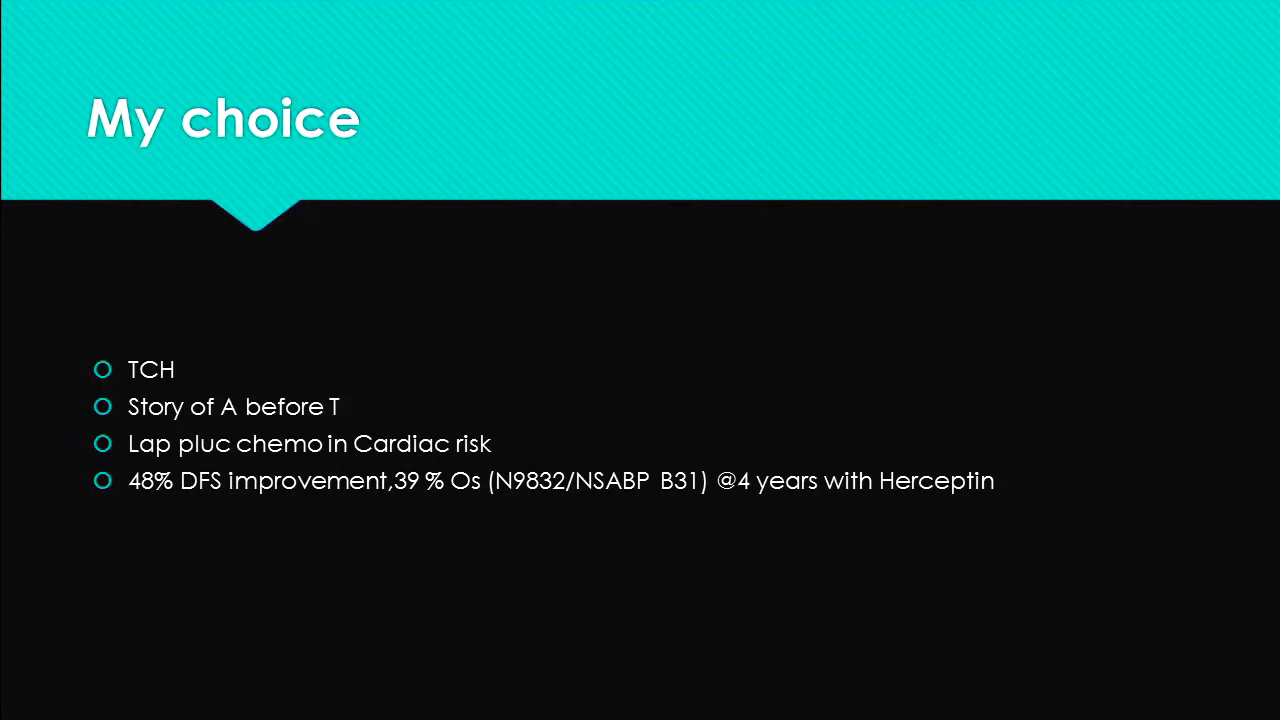 My choice
TCH
Story of A before T
Lap pluc chemo in Cardiac risk
48% DFS improvement,39 % Os (N9832/NSABP B31) @4 years with Herceptin